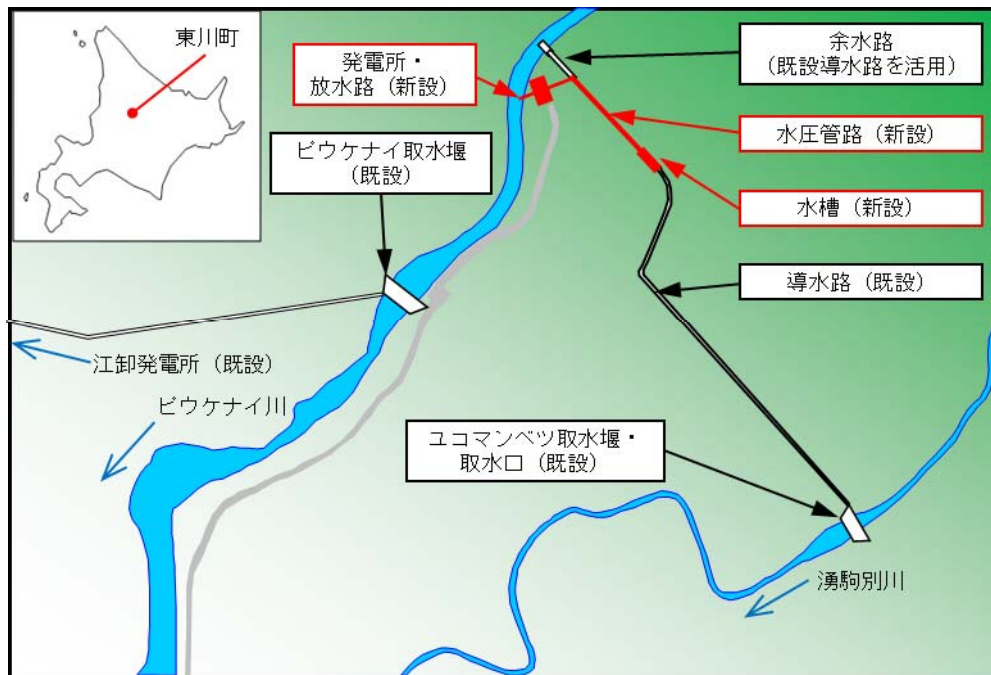 東川町
発電所・
放水路（新設）
余水路
（既設導水路を活用）
ピウケナイ取水堰
（既設）
水圧管路（新設）
水槽（新設）
導水路（既設）
江卸発電所（既設）
ピウケナイ川
ユコマンベツ取水堰・
取水口（既設）
湧駒別川